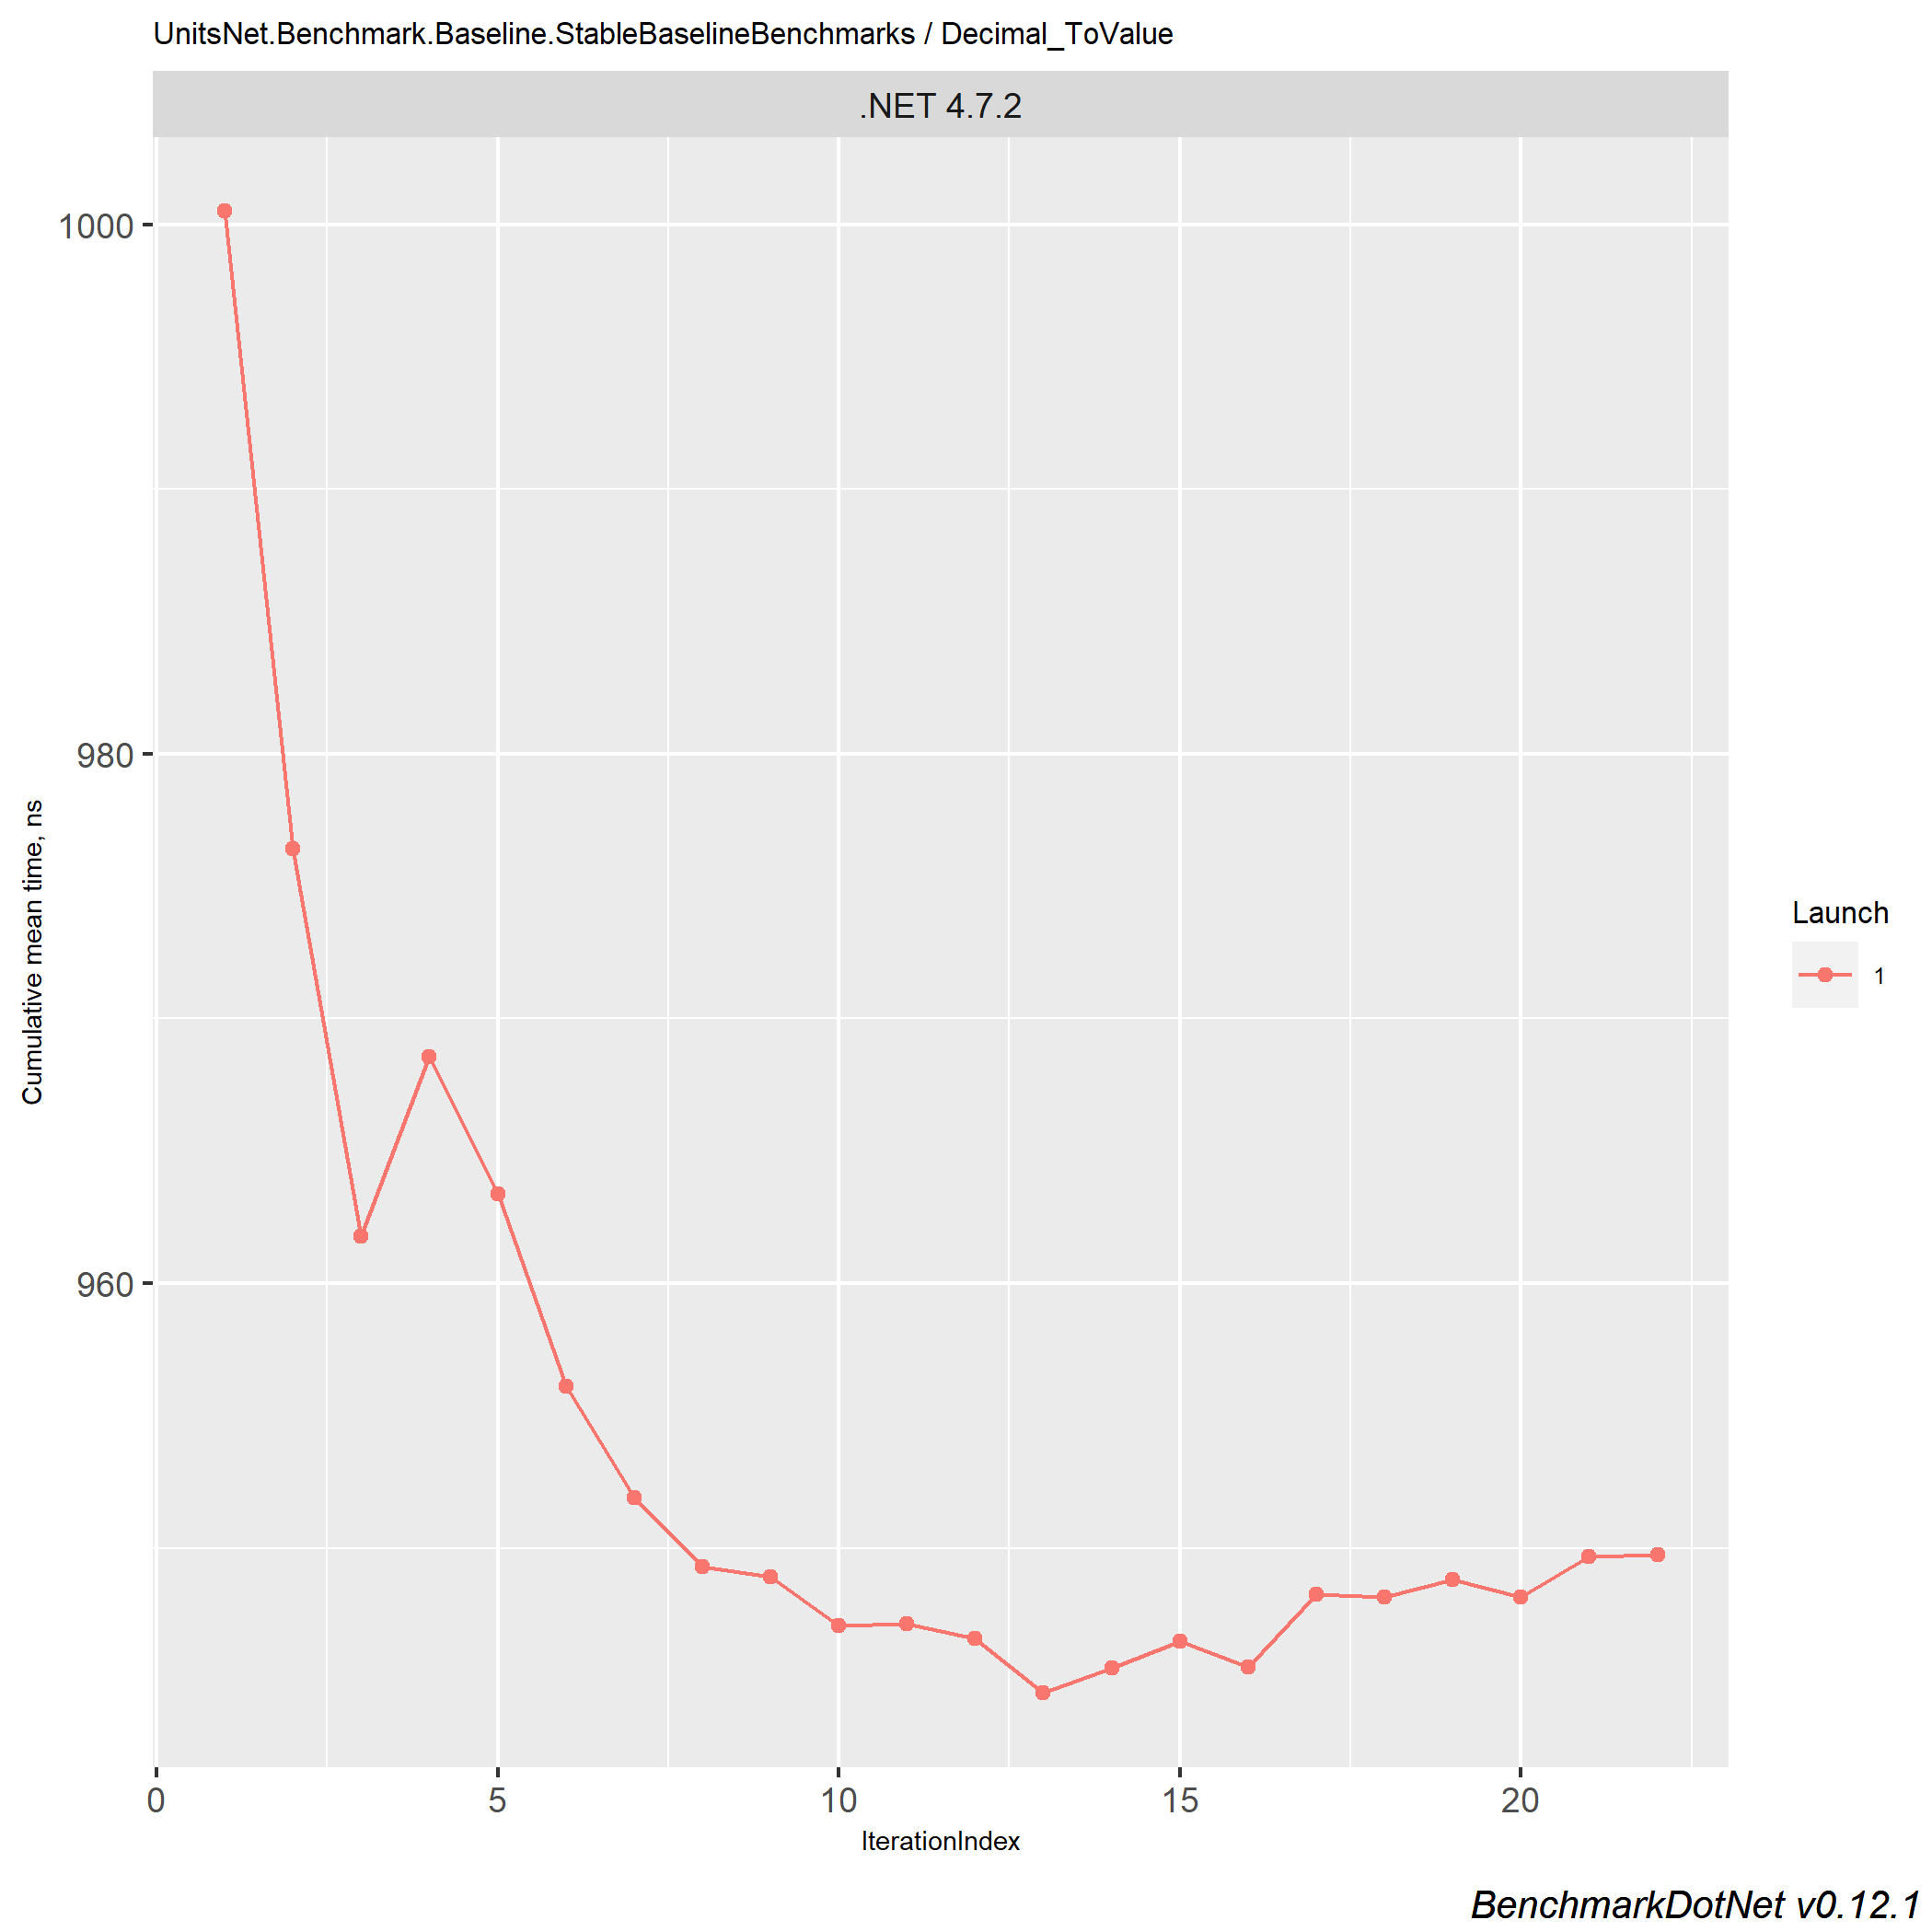 UnitsNet.Benchmark.Baseline.StableBaselineBenchmarks / Decimal_ToValue
.NET 4.7.2
1000
980
960
Cumulative mean time, ns
0 5 10 15 20
IterationIndex
Launch
1
BenchmarkDotNet v0.12.1